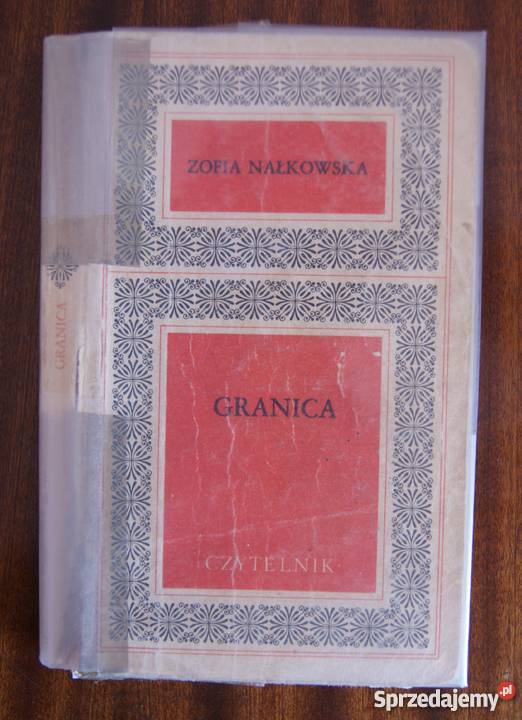 ZOFIA NAŁKOWSKA
GRANICA
CZYTELNIK
GRANICA
Sprzedajemy.pl